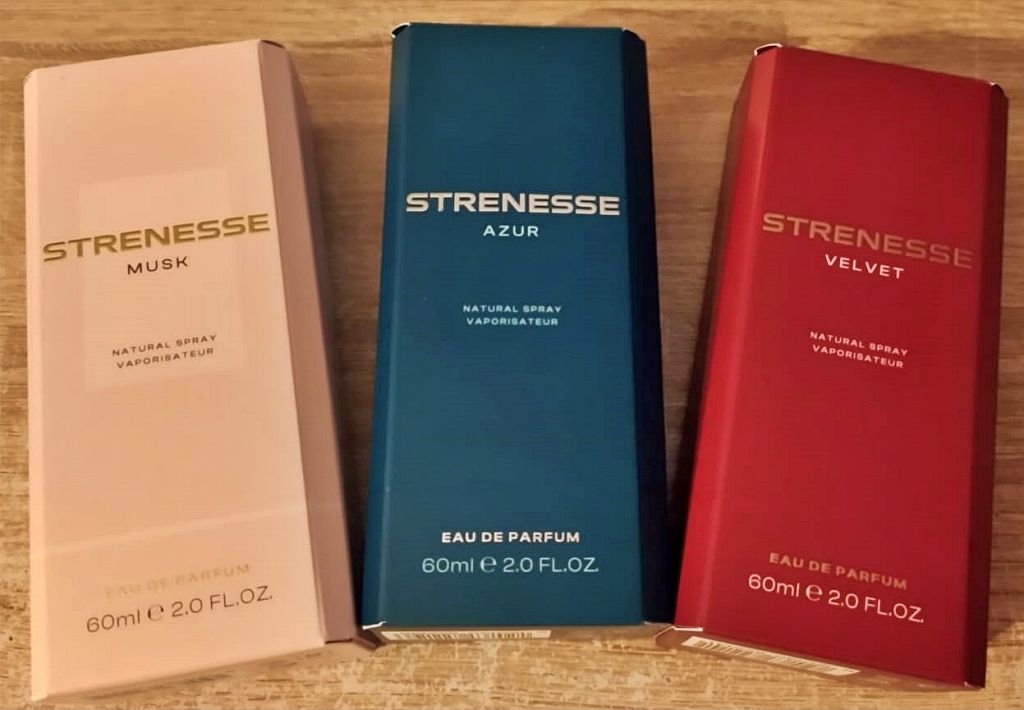 STRENESSE
MUSK
NATURAL SPRAY
VAPORISATEUR
EAU DE PARFUM
60ml ℮ 2.0 FL.OZ.
STRENESSE
AZUR
NATURAL SPRAY
VAPORISATEUR
EAU DE PARFUM
60ml ℮ 2.0 FL.OZ.
STRENESSE
VELVET
NATURAL SPRAY
VAPORISATEUR
EAU DE PARFUM
60ml ℮ 2.0 FL.OZ.